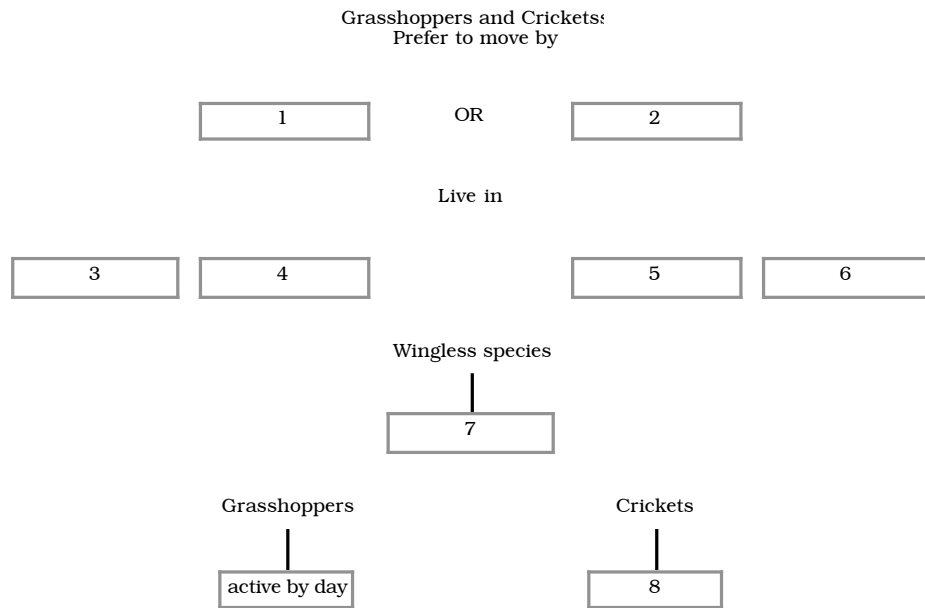 Grasshoppers and Cricketss
Prefer to move by
1 OR 2
Live in
3 4 5 6
Wingless species
7
Grasshoppers Crickets
active by day 8